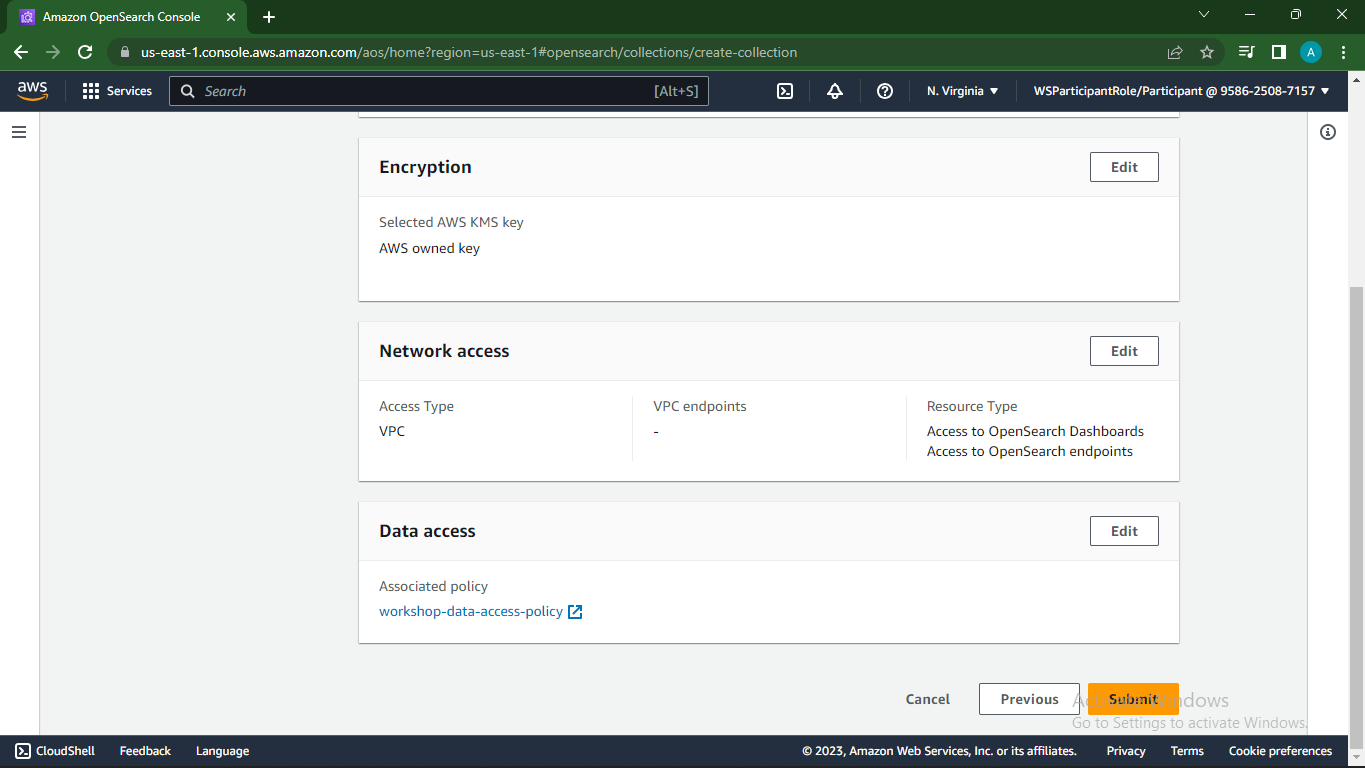 Amazon OpenSearch Console
us-east-1.console.aws.amazon.com/aos/home?region=us-east-1#opensearch/collections/create-collection
A
aws
Services
Search
[Alt+S]
N. Virginia
WSParticipantRole/Participant @ 9586-2508-7157
Encryption
Edit
Selected AWS KMS key
AWS owned key
Network access
Edit
Access Type
VPC endpoints
Resource Type
VPC
-
Access to OpenSearch Dashboards
Access to OpenSearch endpoints
Data access
Edit
Associated policy
workshop-data-access-policy
Cancel
Previous
Submit
Activate Windows
Go to Settings to activate Windows.
CloudShell
Feedback
Language
© 2023, Amazon Web Services, Inc. or its affiliates.
Privacy
Terms
Cookie preferences